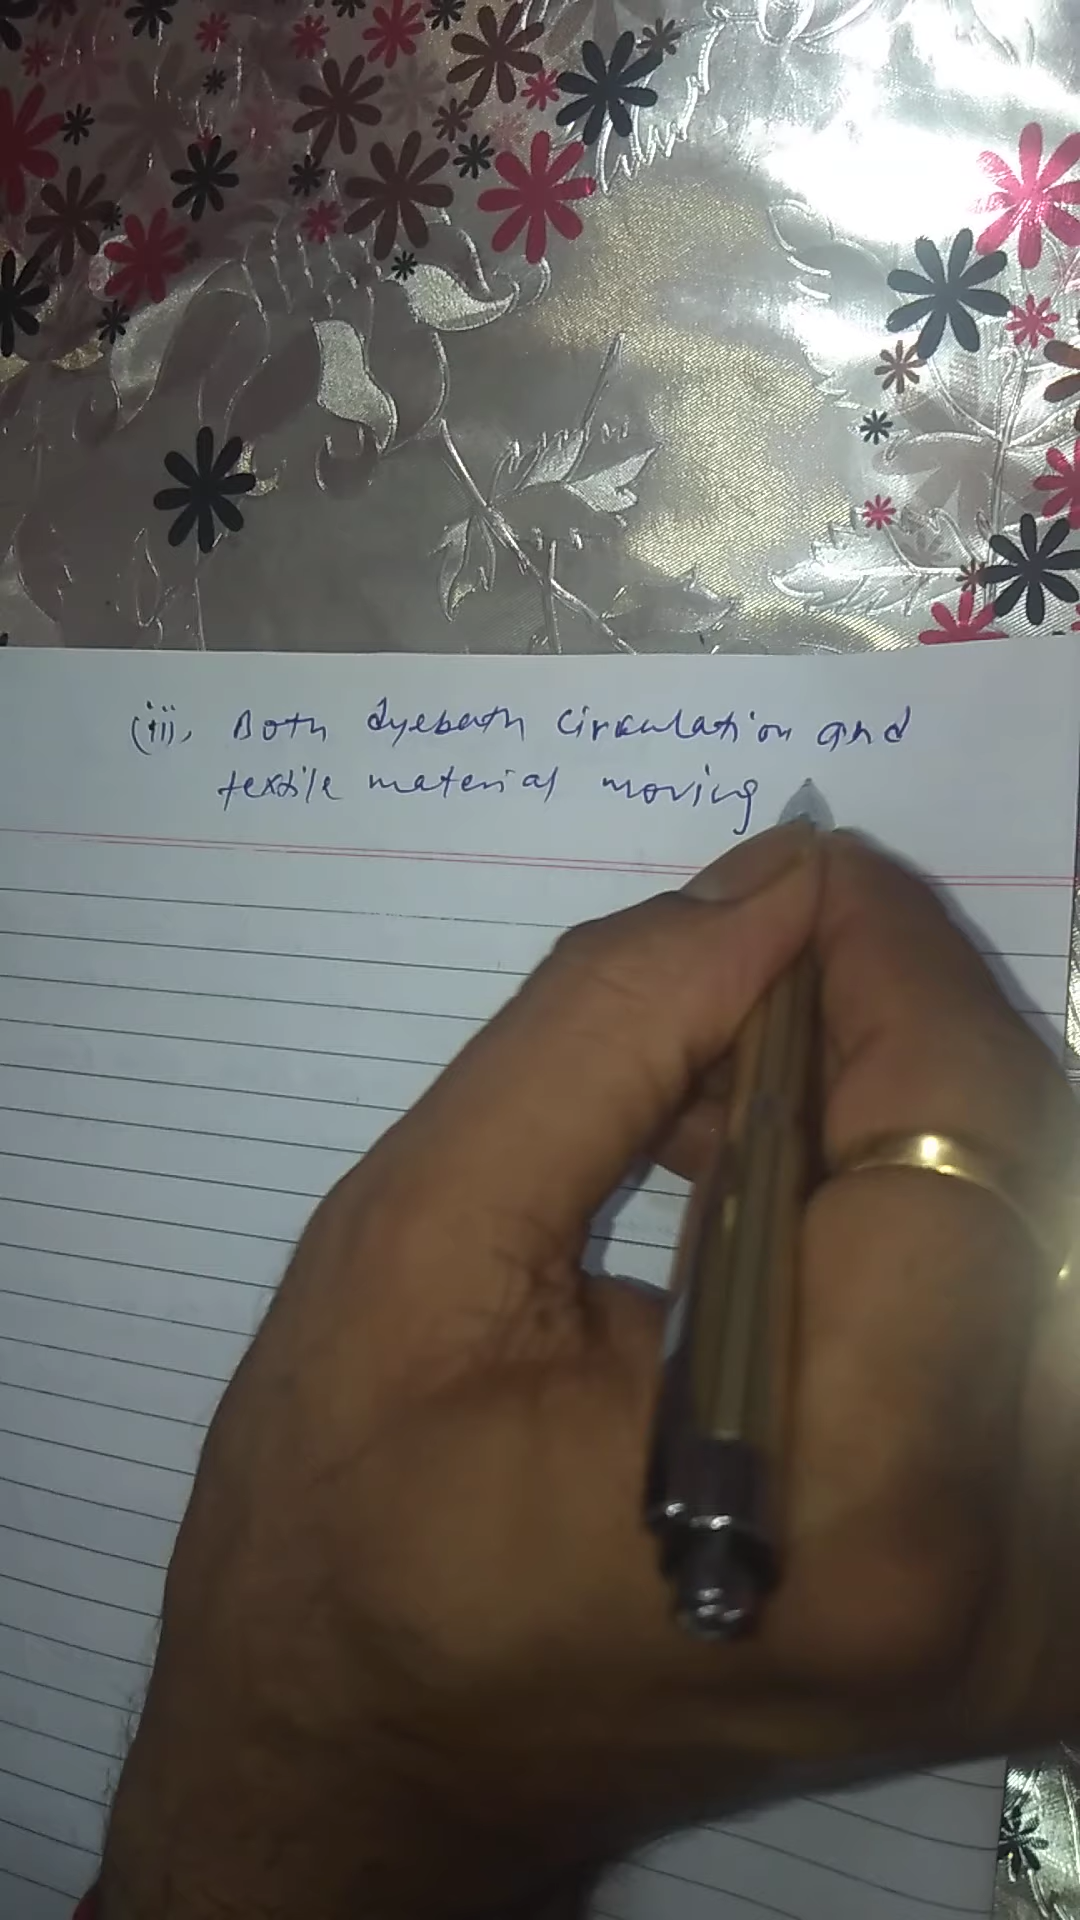 (iii), Both dyebath circulation and
textile material moving